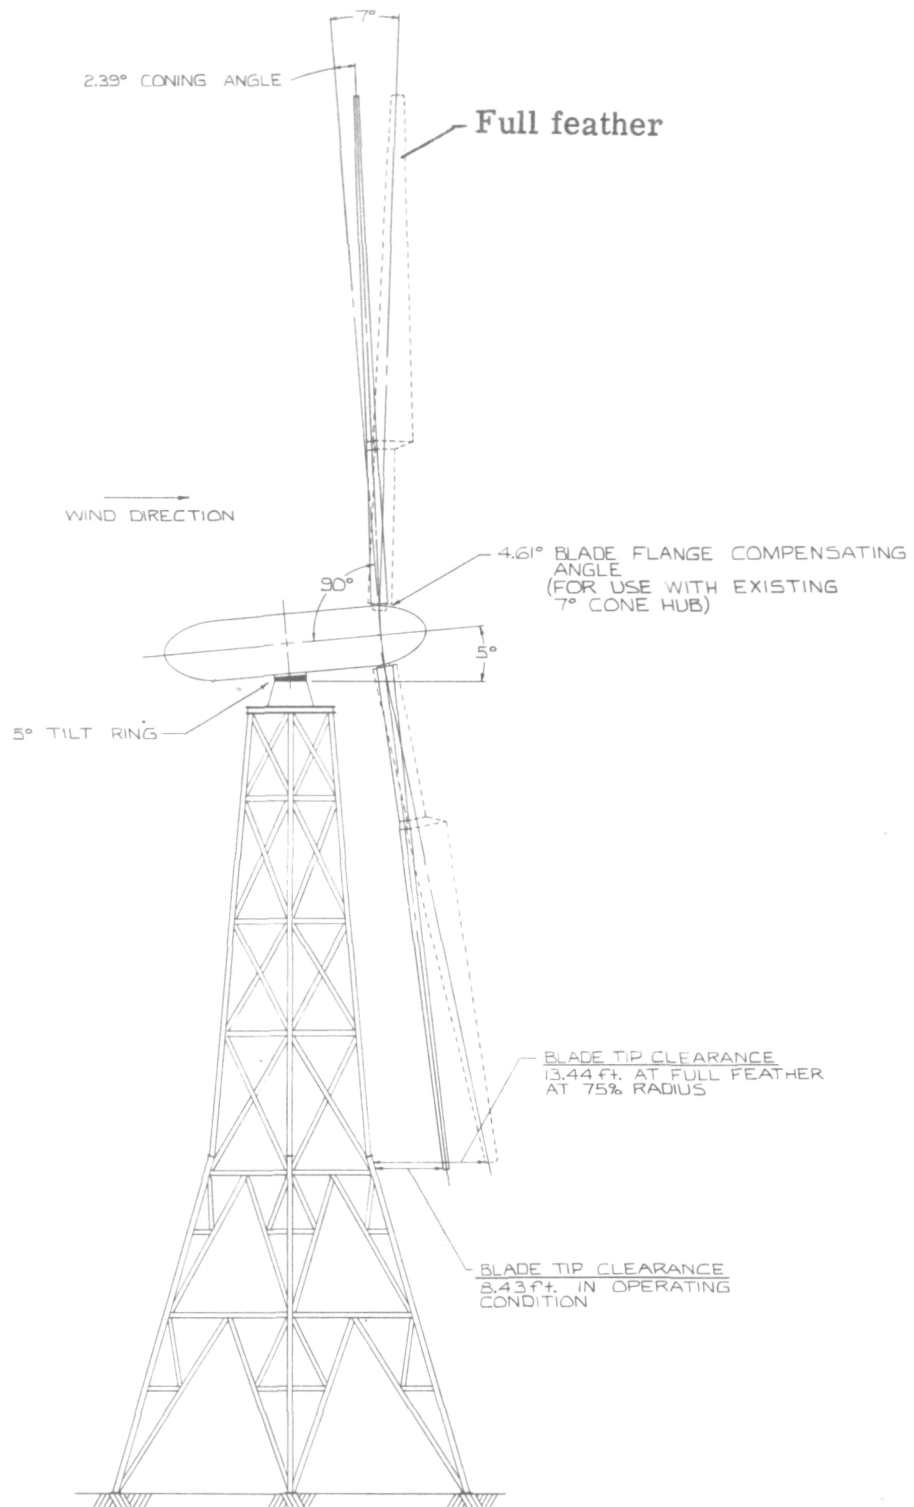 7°
2.39° CONING ANGLE
Full feather
WIND DIRECTION
4.61° BLADE FLANGE COMPENSATING
ANGLE
(FOR USE WITH EXISTING
7° CONE HUB)
90°
5°
5° TILT RING
BLADE TIP CLEARANCE
13.44 ft. AT FULL FEATHER
AT 75% RADIUS
BLADE TIP CLEARANCE
8.43 ft. IN OPERATING
CONDITION